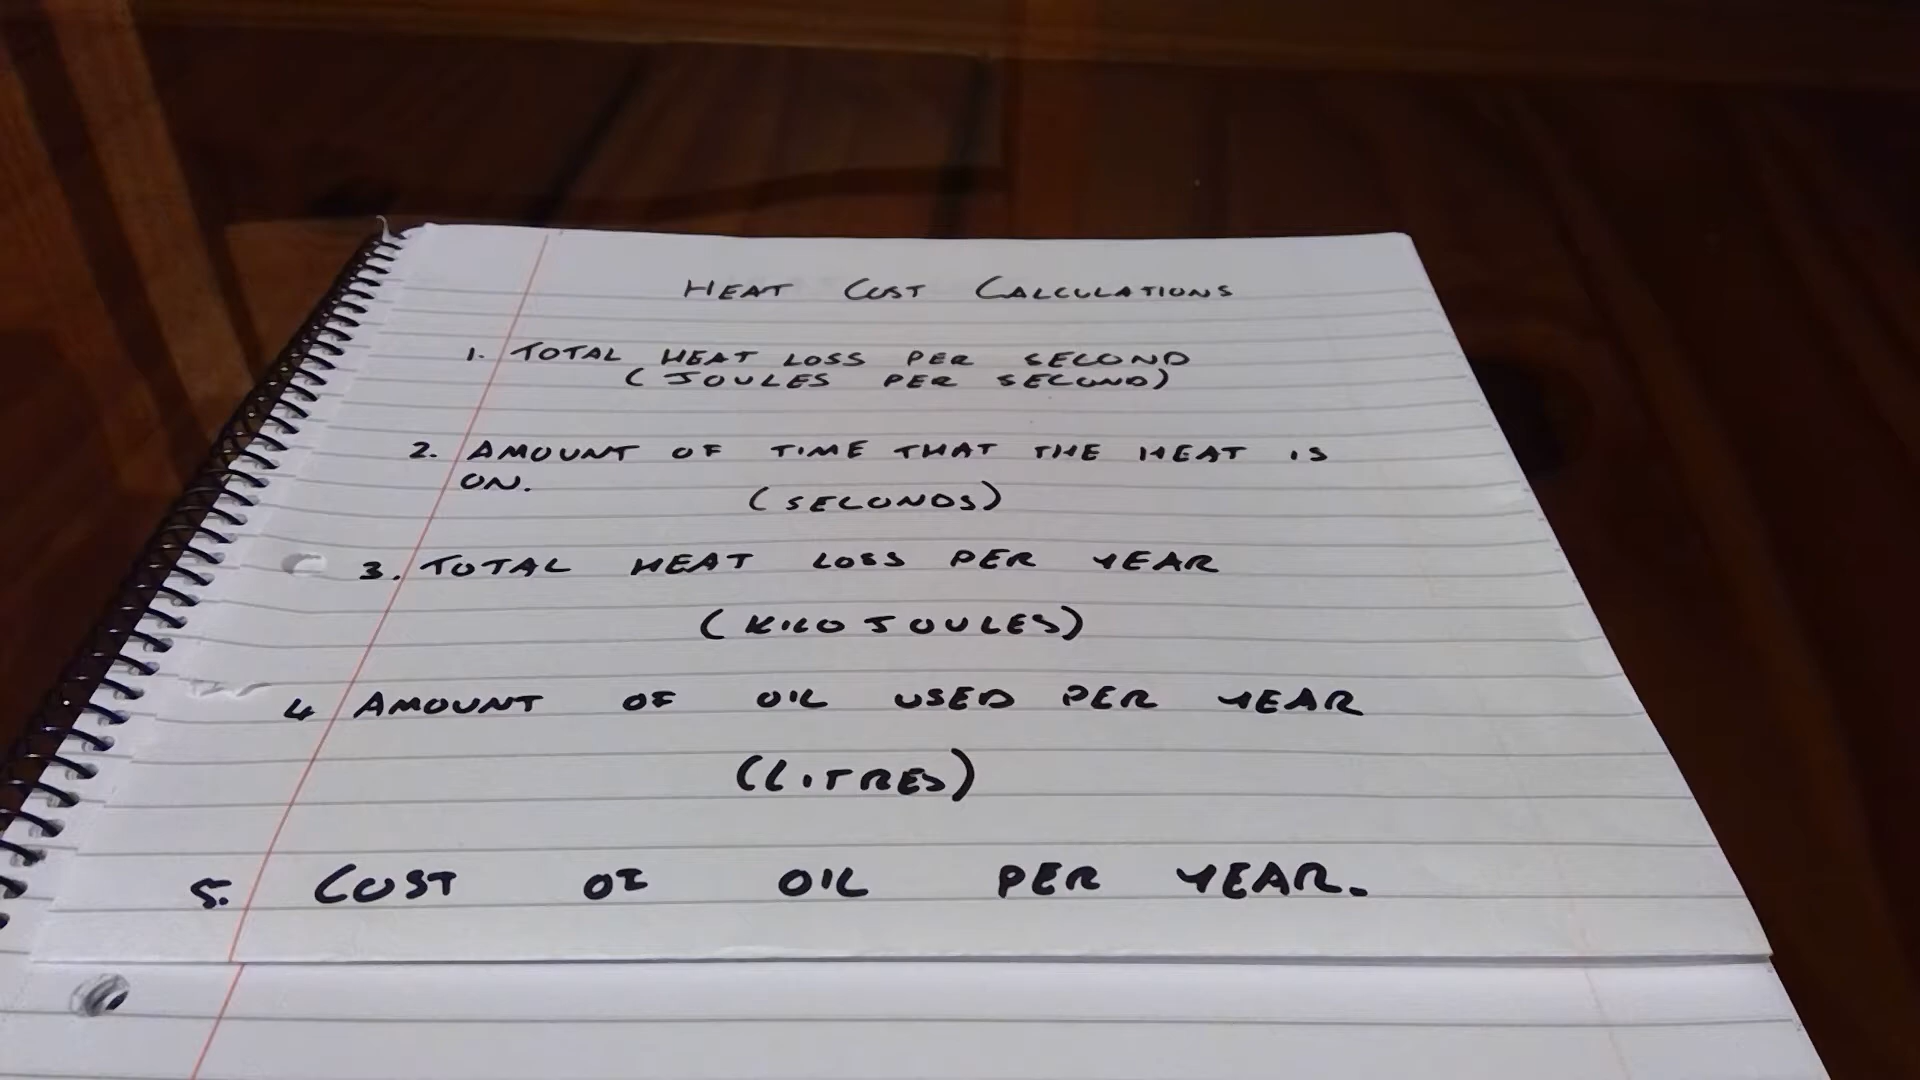 HEAT COST CALCULATIONS
1. TOTAL HEAT LOSS PER SECOND
(JOULES PER SECOND)
2. AMOUNT OF TIME THAT THE HEAT IS
ON.
(SECONDS)
3. TOTAL HEAT LOSS PER YEAR
(KILO JOULES)
4 AMOUNT OF OIL USED PER YEAR
(LITRES)
5. COST OF OIL PER YEAR.